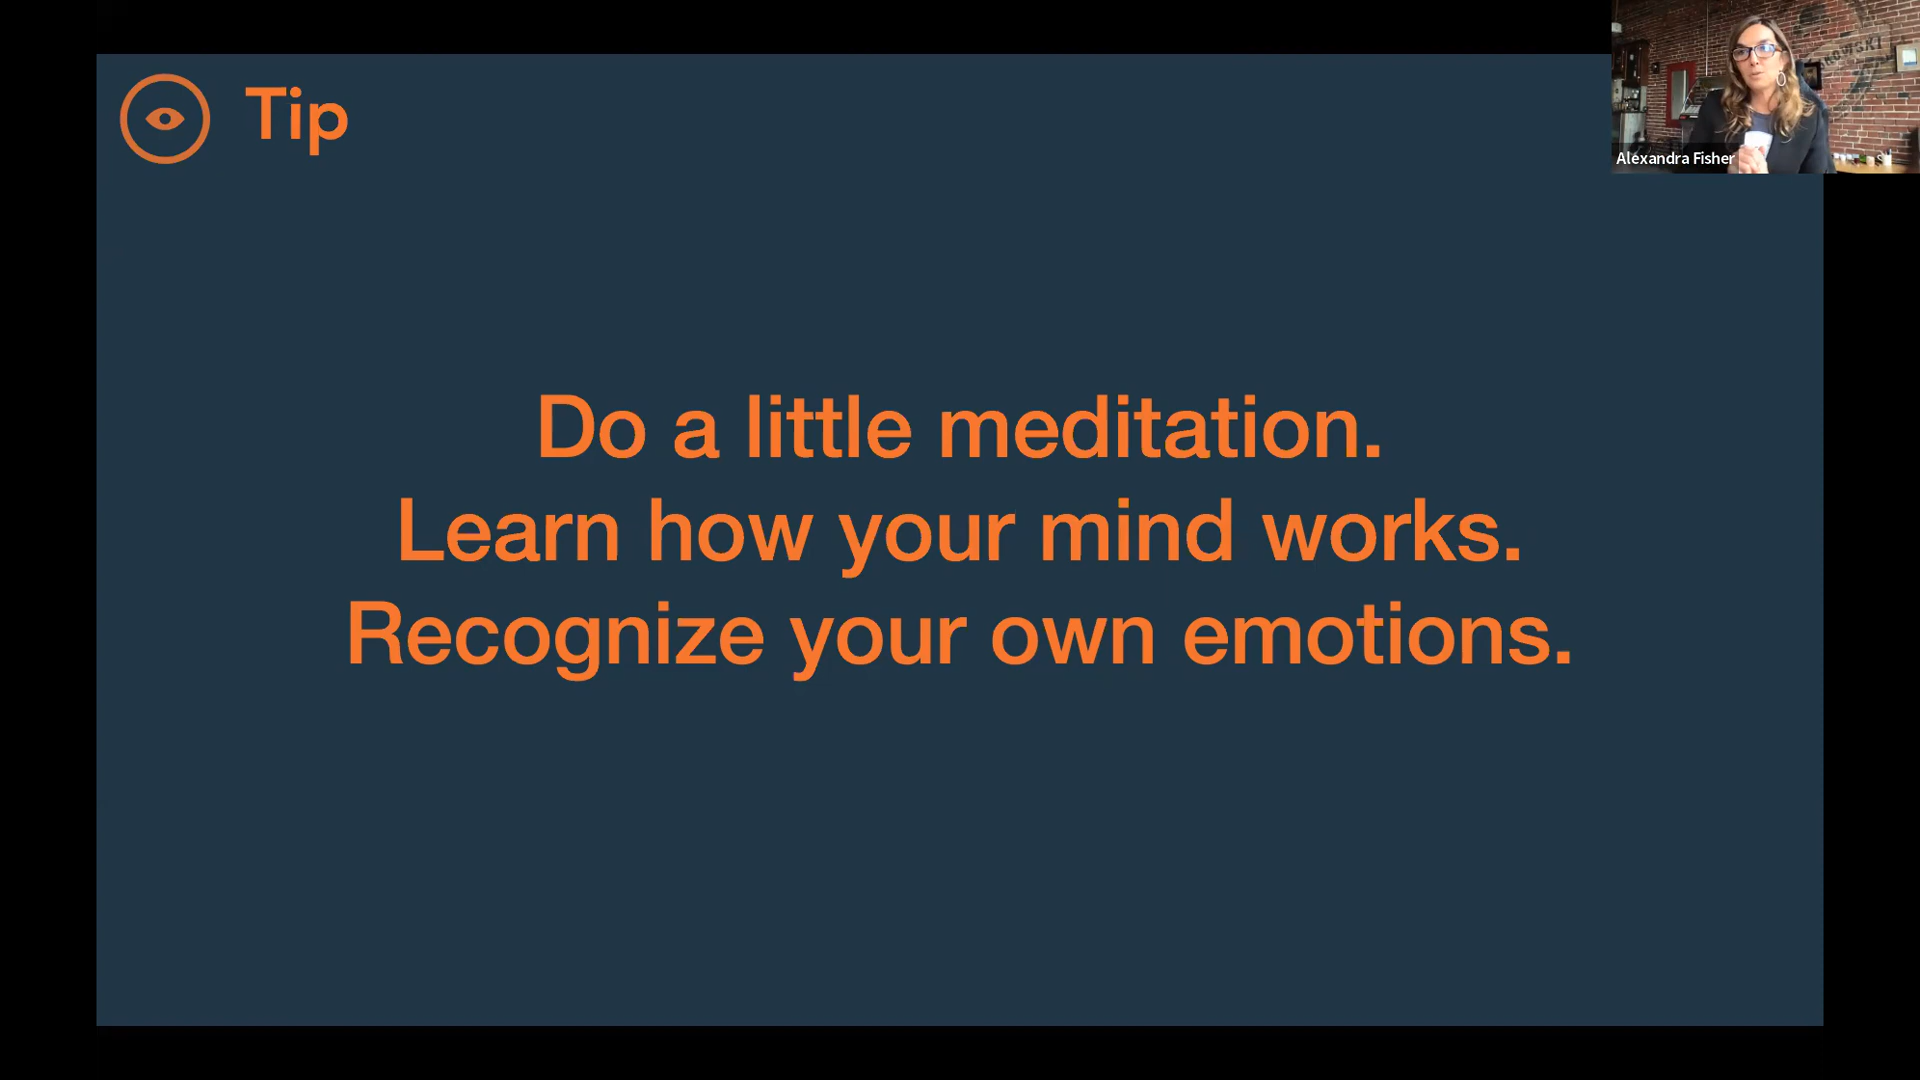 Tip
Do a little meditation.
Learn how your mind works.
Recognize your own emotions.
Alexandra Fisher